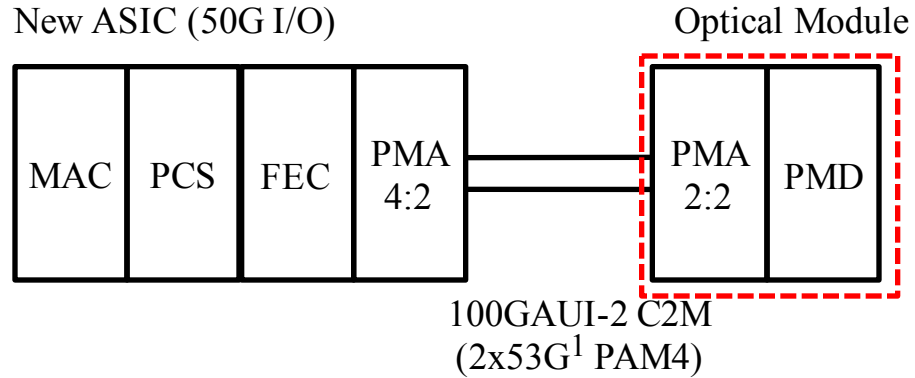 New ASIC (50G I/O)
Optical Module
MAC
PCS
FEC
PMA
4:2
PMA
2:2
PMD
100GAUI-2 C2M
(2x53G¹ PAM4)